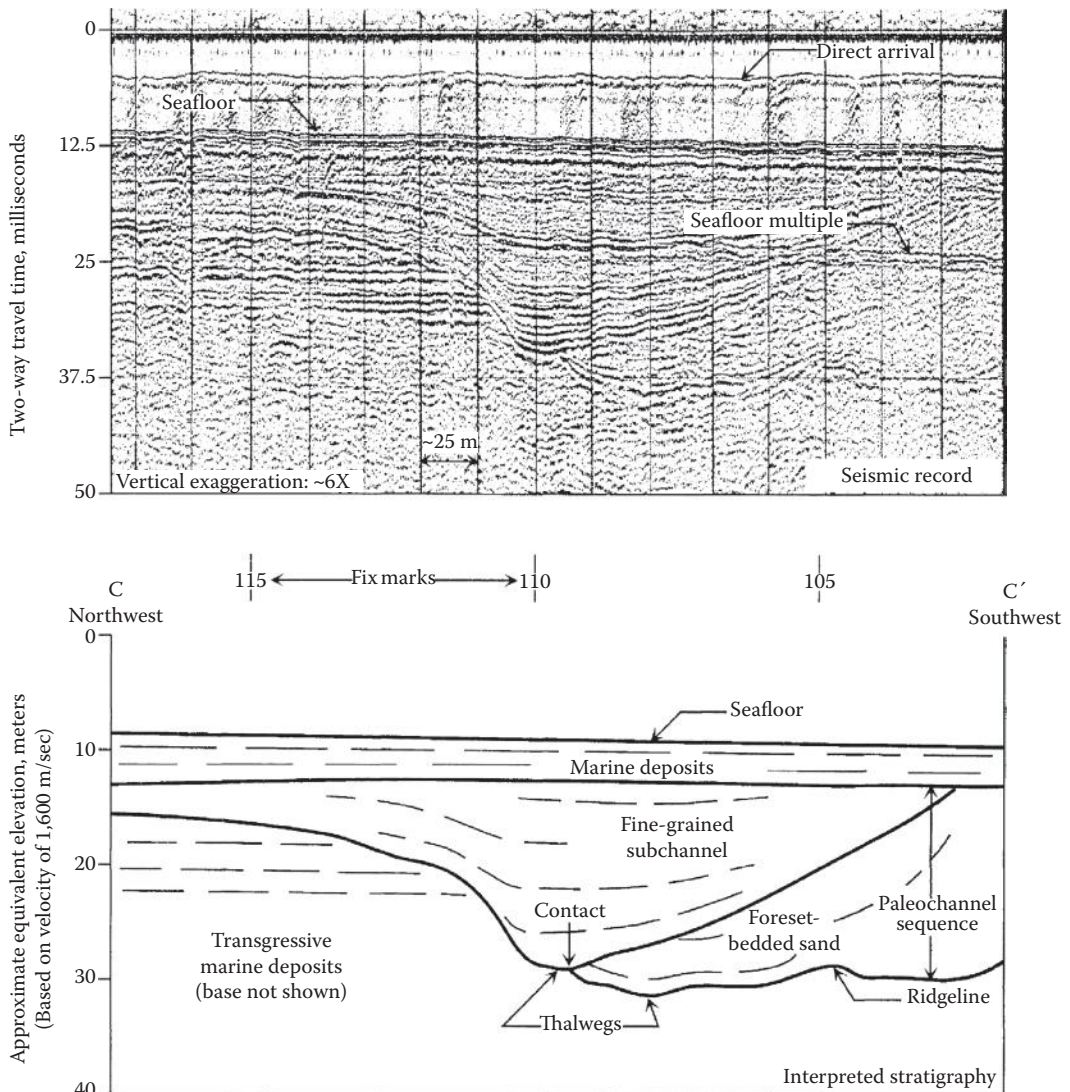 0
Direct arrival
Seafloor
12.5
Seafloor multiple
25
37.5
~25 m
Vertical exaggeration: ~6X
Seismic record
50
Two-way travel time, milliseconds
115
Fix marks
110
105
C
Northwest
C′
Southwest
0
Seafloor
10
Marine deposits
Fine-grained
subchannel
20
Contact
Foreset-
bedded sand
Paleochannel
sequence
Transgressive
marine deposits
(base not shown)
30
Ridgeline
Thalwegs
Interpreted stratigraphy
40
Approximate equivalent elevation, meters
(Based on velocity of 1,600 m/sec)